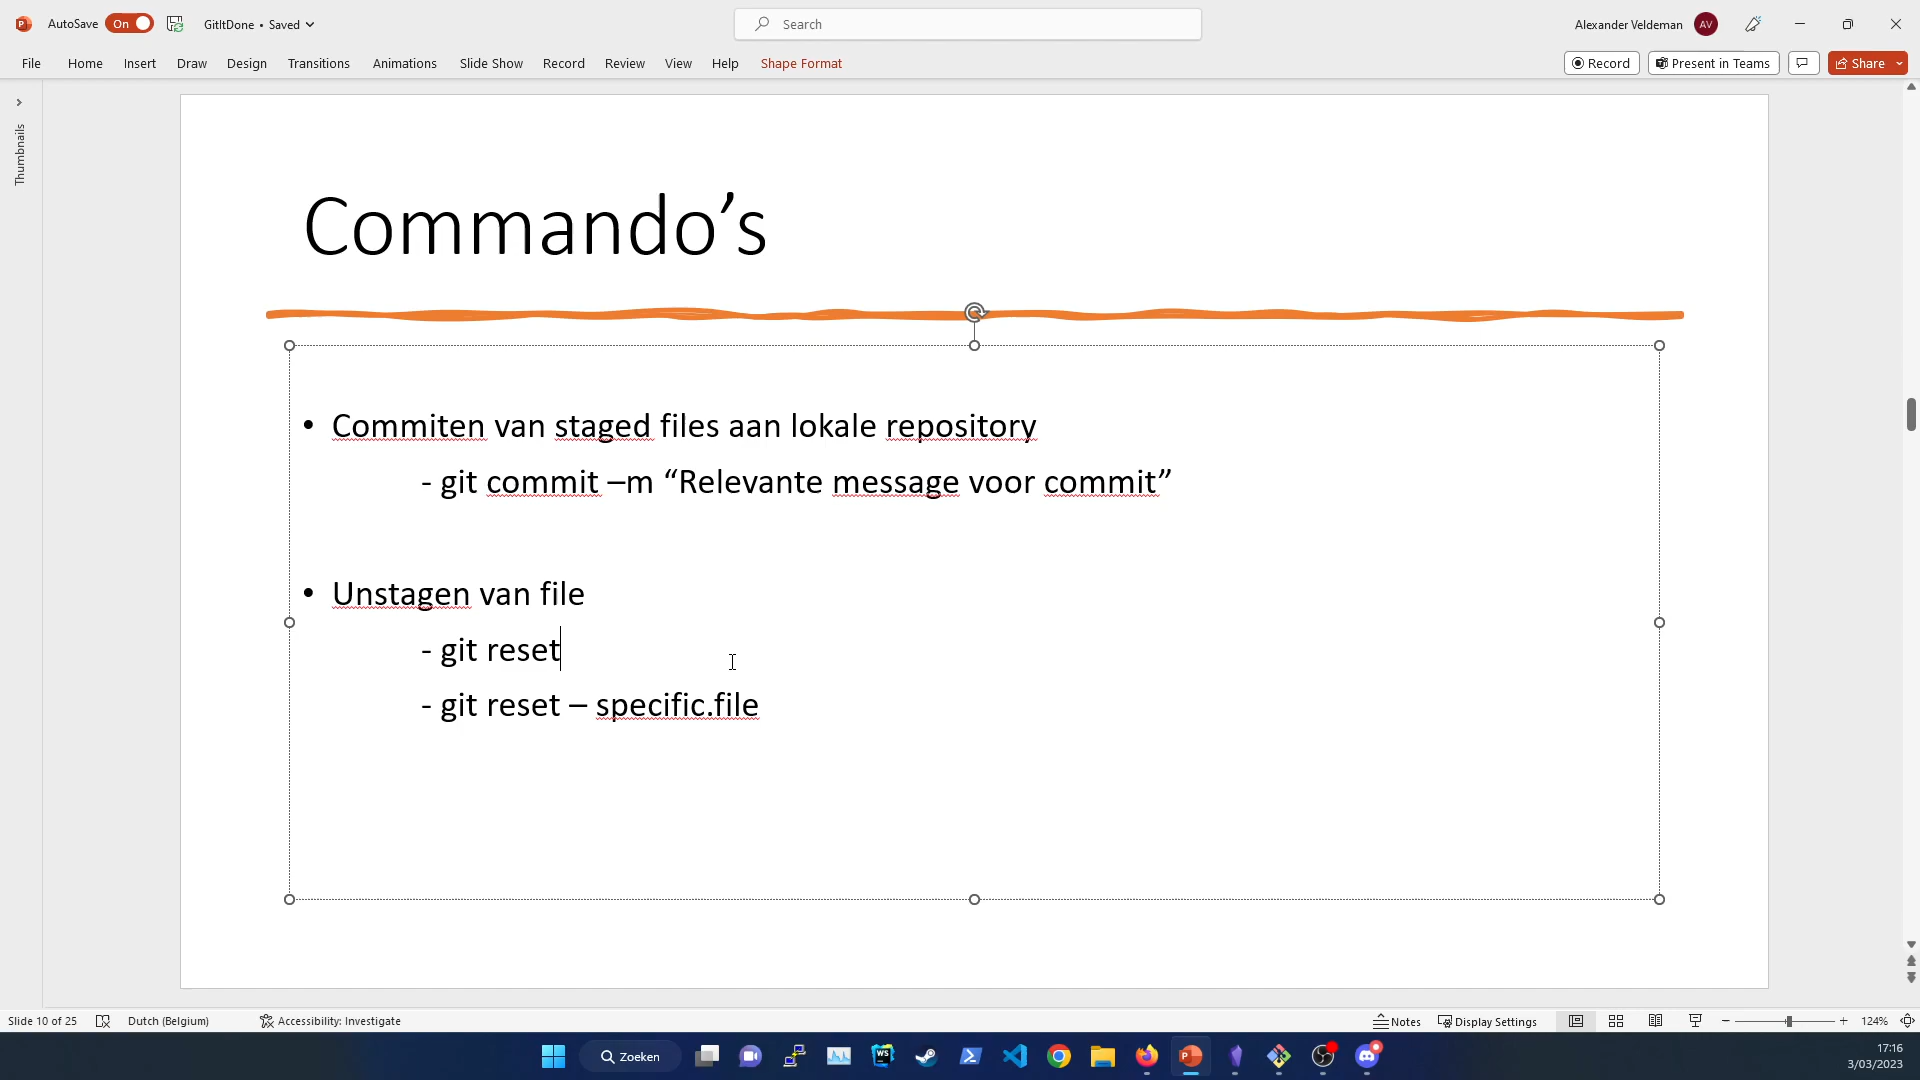 AutoSave On GitItDone • Saved Search Alexander Veldeman AV
File Home Insert Draw Design Transitions Animations Slide Show Record Review View Help Shape Format Record Present in Teams Share
Thumbnails
Commando’s
• Commiten van staged files aan lokale repository
- git commit –m “Relevante message voor commit”
• Unstagen van file
- git reset
- git reset – specific.file
Slide 10 of 25 Dutch (Belgium) Accessibility: Investigate Notes Display Settings 124%
Zoeken WS 17:16
3/03/2023